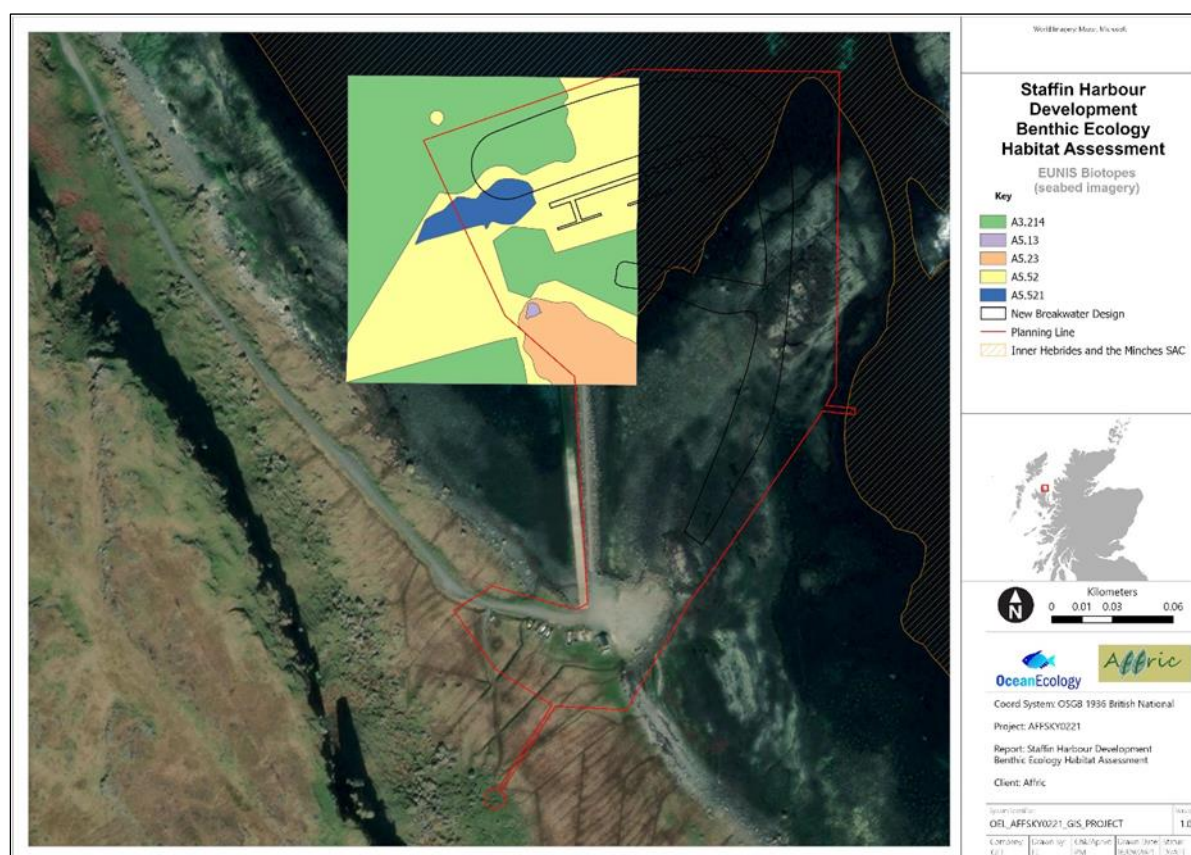 World Imagery: Maxar, Microsoft
Staffin Harbour
Development
Benthic Ecology
Habitat Assessment
EUNIS Biotopes
(seabed imagery)
Key
A3.214
A5.13
A5.23
A5.52
A5.521
New Breakwater Design
Planning Line
Inner Hebrides and the Minches SAC
N
Kilometers
0 0.01 0.03 0.06
OceanEcology
Affric
Coord System: OSGB 1936 British National
Project: AFFSKY0221
Report: Staffin Harbour Development
Benthic Ecology Habitat Assessment
Client: Affric
OEL_AFFSKY0221_GIS_PROJECT
1.0